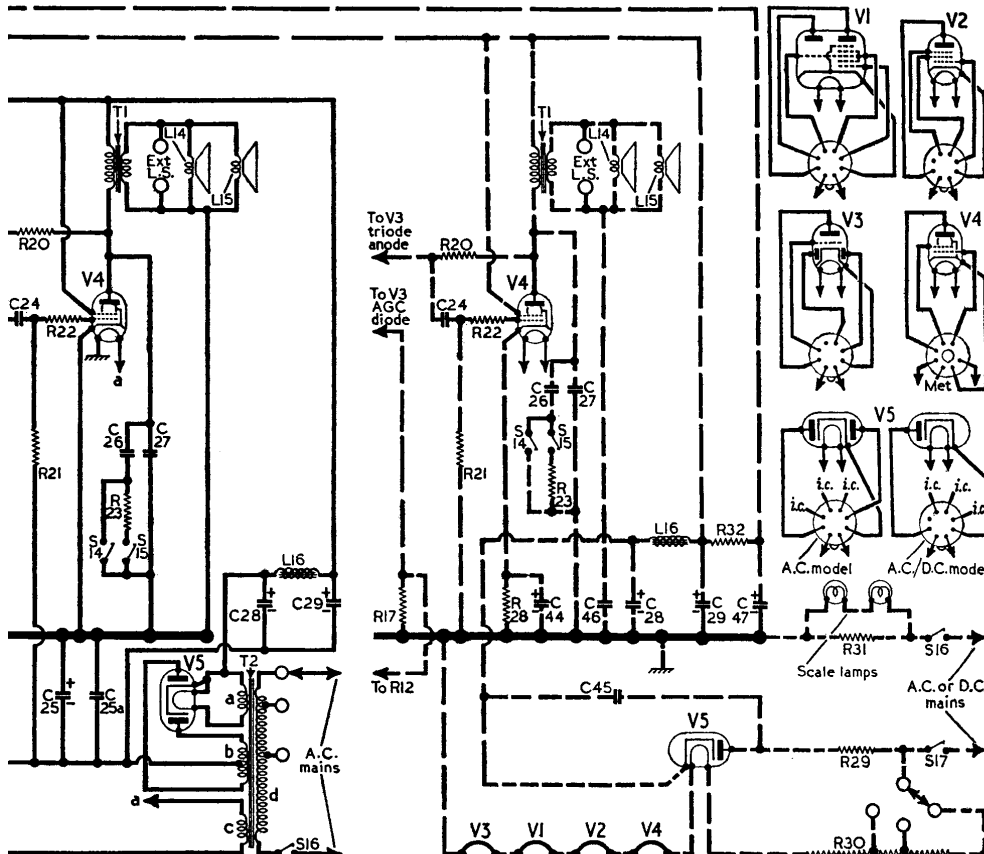 V1
V2
T1
L14
Ext
L.S.
L15
T1
L14
Ext
L.S.
L15
R20
V4
C24
R22
a
To V3
triode
anode
R20
To V3
AGC
diode
C24
R22
V4
V3
V4
Met
C
26
C
27
R21
R
23
S
14
S
15
C
26
C
27
S
14
S
15
R
23
R21
V5
i.c.
i.c.
i.c.
i.c.
i.c.
A.C. model
A.C./D.C. mode
L16
C28
C29
L16
R32
R17
R
28
C
44
C
46
C
28
C
29
C
47
R31
S16
Scale lamps
A.C. or D.C
mains
V5
T2
a
b
c
d
C
25
C
25a
To R12
A.C.
mains
a
S16
C45
V5
R29
S17
V3
V1
V2
V4
R30